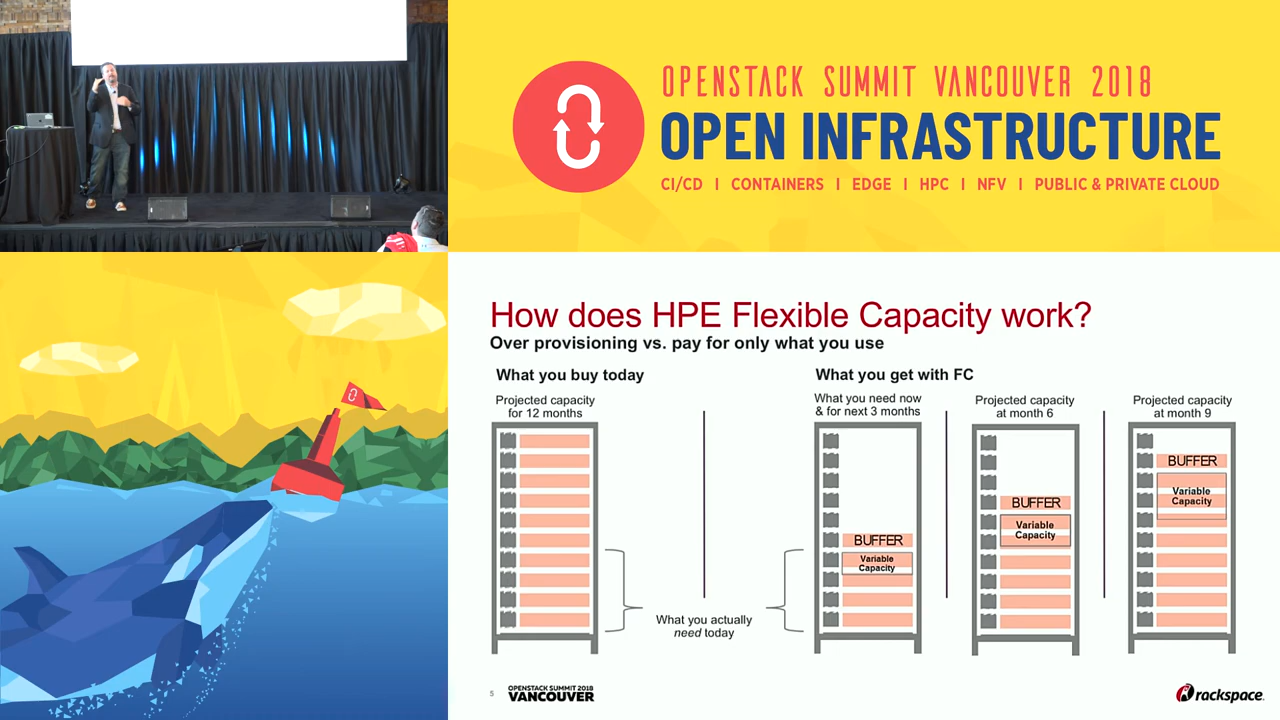 OPENSTACK SUMMIT VANCOUVER 2018
OPEN INFRASTRUCTURE
CI/CD | CONTAINERS | EDGE | HPC | NFV | PUBLIC & PRIVATE CLOUD
How does HPE Flexible Capacity work?
Over provisioning vs. pay for only what you use
What you buy today
What you get with FC
Projected capacity
for 12 months
What you need now
& for next 3 months
Projected capacity
at month 6
Projected capacity
at month 9
BUFFER
Variable
Capacity
BUFFER
Variable
Capacity
BUFFER
Variable
Capacity
What you actually
need today
5
OPENSTACK SUMMIT 2018
VANCOUVER
rackspace.